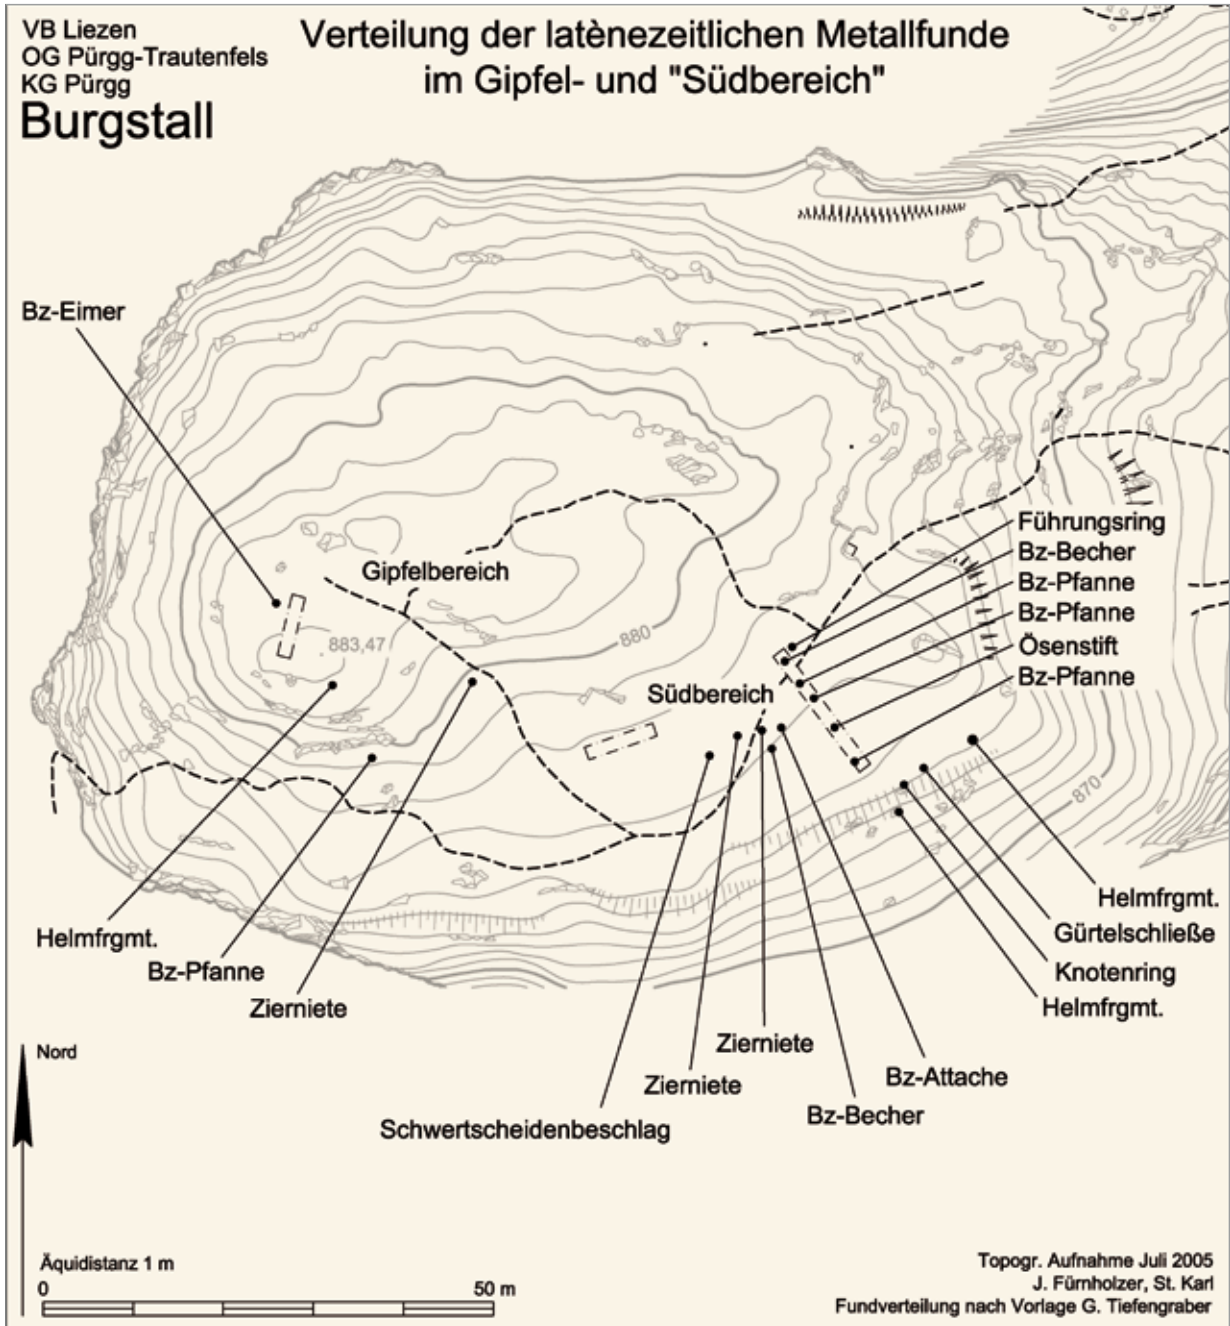 VB Liezen
OG Pürgg-Trautenfels
KG Pürgg
Burgstall
Verteilung der latènezeitlichen Metallfunde
im Gipfel- und "Südbereich"
Bz-Eimer
Gipfelbereich
883,47
880
Südbereich
Führungsring
Bz-Becher
Bz-Pfanne
Bz-Pfanne
Ösenstift
Bz-Pfanne
870
Helmfrgmt.
Gürtelschließe
Knotenring
Helmfrgmt.
Helmfrgmt.
Bz-Pfanne
Zierniete
Zierniete
Zierniete
Bz-Attache
Bz-Becher
Schwertscheidenbeschlag
Nord
Äquidistanz 1 m
0 50 m
Topogr. Aufnahme Juli 2005
J. Fürnholzer, St. Karl
Fundverteilung nach Vorlage G. Tiefengraber